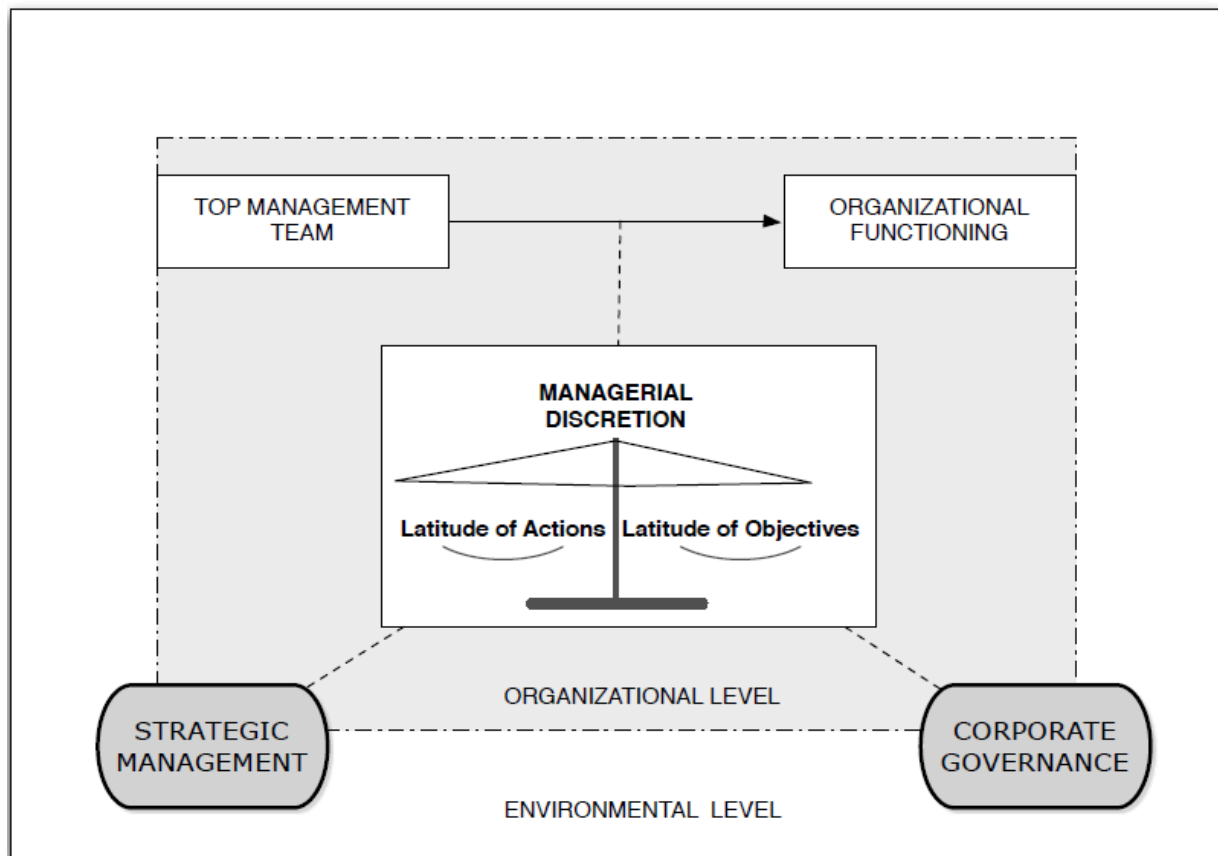 TOP MANAGEMENT
TEAM
ORGANIZATIONAL
FUNCTIONING
MANAGERIAL
DISCRETION
Latitude of Actions
Latitude of Objectives
ORGANIZATIONAL LEVEL
STRATEGIC
MANAGEMENT
CORPORATE
GOVERNANCE
ENVIRONMENTAL LEVEL